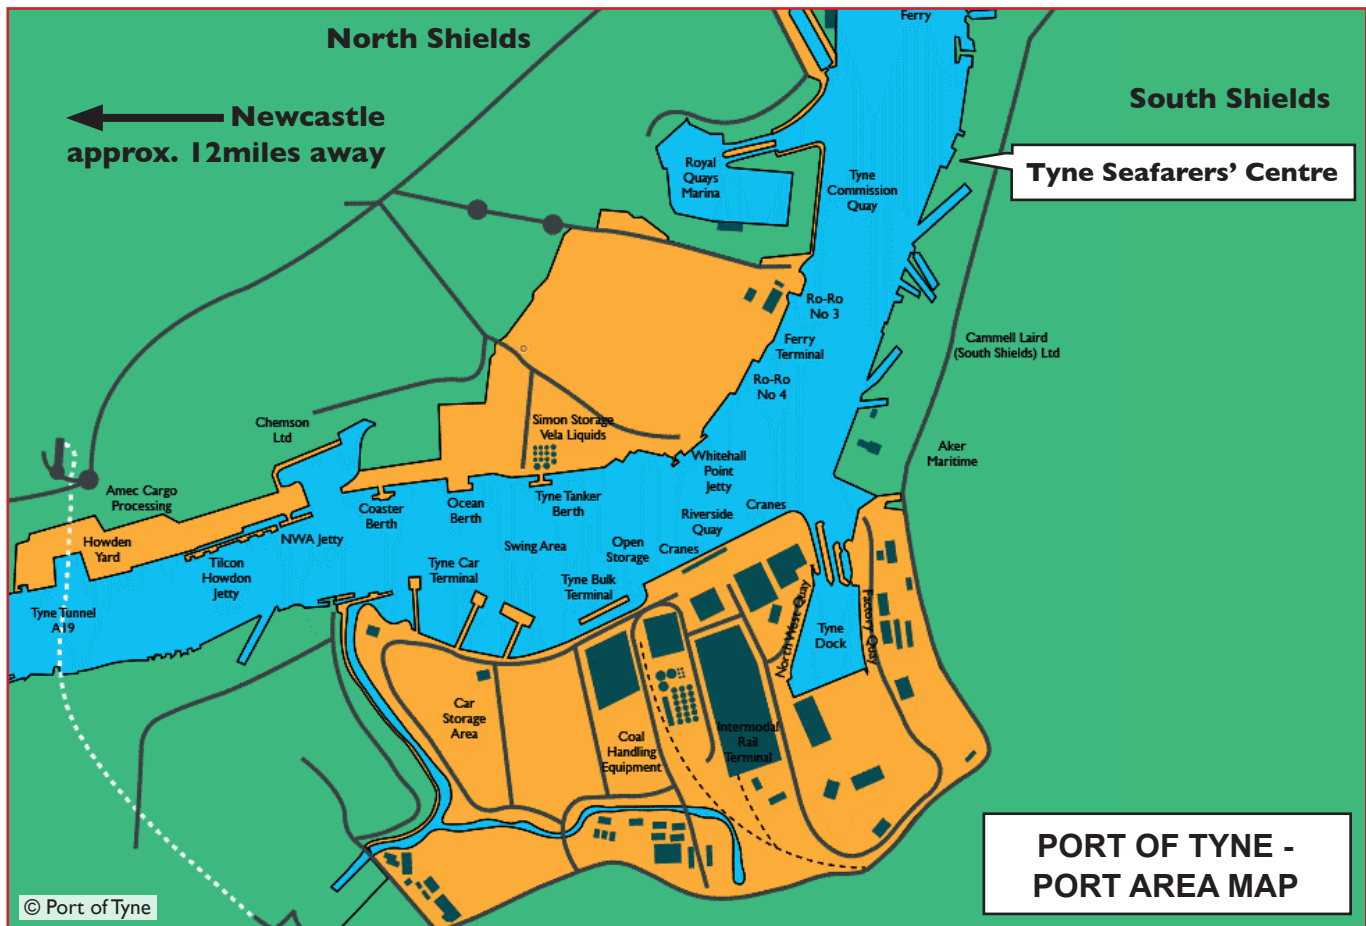 Ferry
North Shields
South Shields
Newcastle
approx. 12miles away
Tyne Seafarers' Centre
Royal
Quays
Marina
Tyne
Commission
Quay
Ro-Ro
No 3
Ferry
Terminal
Ro-Ro
No 4
Cammell Laird
(South Shields) Ltd
Chemson
Ltd
Simon Storage
Vela Liquids
Aker
Maritime
Whitehall
Point
Jetty
Amec Cargo
Processing
Coaster
Berth
Ocean
Berth
Tyne Tanker
Berth
Riverside
Quay
Cranes
Howden
Yard
NWA Jetty
Swing Area
Open
Storage
Cranes
Tilcon
Howdon
Jetty
Tyne Car
Terminal
Tyne Bulk
Terminal
Tyne Tunnel
A19
North West Quay
Tyne
Dock
Factory Quay
Car
Storage
Area
Coal
Handling
Equipment
Intermodal
Rail
Terminal
PORT OF TYNE -
PORT AREA MAP
© Port of Tyne